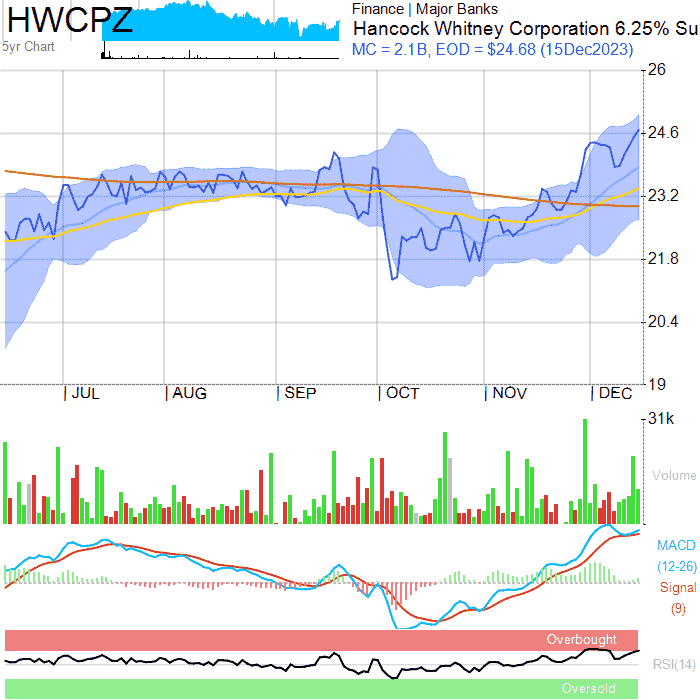 HWCPZ
5yr Chart
Finance | Major Banks
Hancock Whitney Corporation 6.25% Su
MC = 2.1B, EOD = $24.68 (15Dec2023)
26
24.6
23.2
21.8
20.4
19
JUL
AUG
SEP
OCT
NOV
DEC
31k
Volume
MACD
(12-26)
Signal
(9)
Overbought
RSI(14)
Oversold